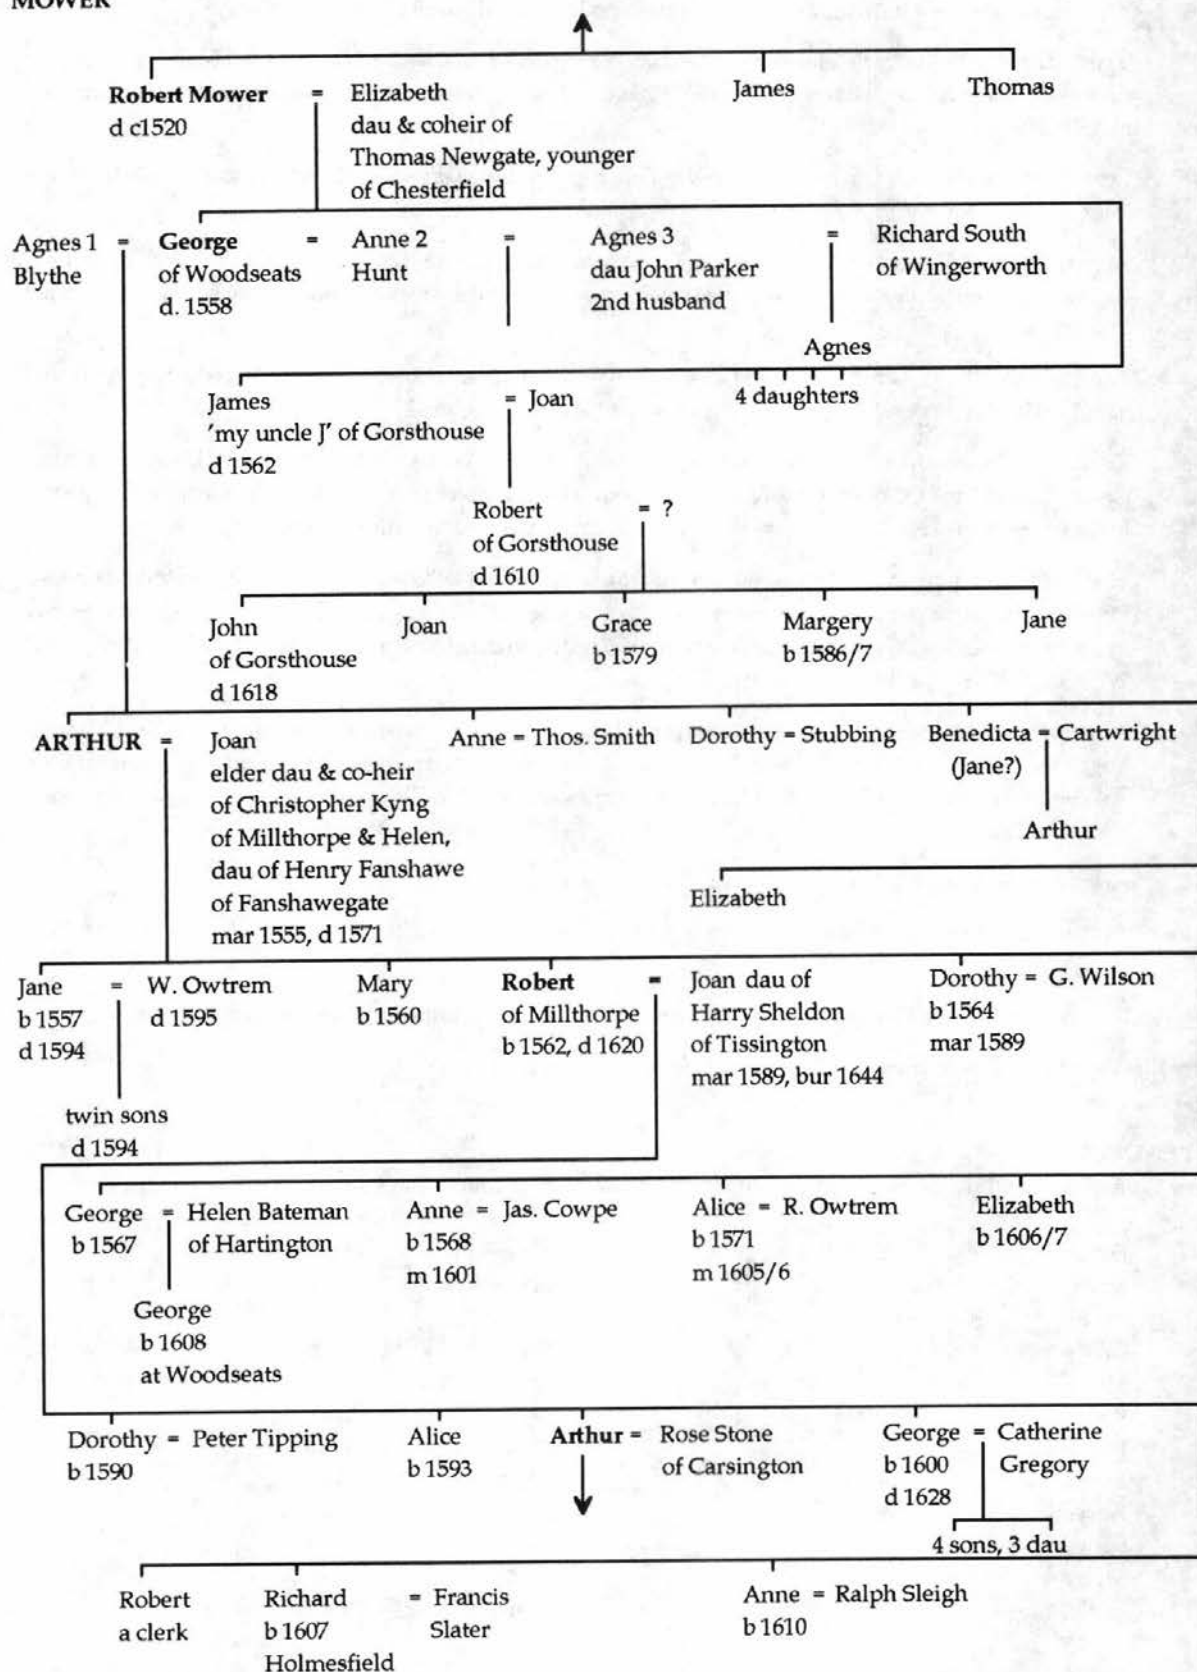 MOWER
Robert Mower = Elizabeth James Thomas
d c1520 dau & coheir of
Thomas Newgate, younger
of Chesterfield
Agnes 1 = George = Anne 2 = Agnes 3 = Richard South
Blythe of Woodseats Hunt dau John Parker of Wingerworth
d. 1558 2nd husband
Agnes
James = Joan 4 daughters
'my uncle J' of Gorsthouse
d 1562
Robert = ?
of Gorsthouse
d 1610
John Joan Grace Margery Jane
of Gorsthouse b 1579 b 1586/7
d 1618
ARTHUR = Joan Anne = Thos. Smith Dorothy = Stubbing Benedicta = Cartwright
elder dau & co-heir (Jane?)
of Christopher Kyng
of Millthorpe & Helen, Arthur
dau of Henry Fanshawe
of Fanshawegate Elizabeth
mar 1555, d 1571
Jane = W. Owtrem Mary Robert = Joan dau of Dorothy = G. Wilson
b 1557 d 1595 b 1560 of Millthorpe Harry Sheldon b 1564
d 1594 b 1562, d 1620 of Tissington mar 1589
mar 1589, bur 1644
twin sons
d 1594
George = Helen Bateman Anne = Jas. Cowpe Alice = R. Owtrem Elizabeth
b 1567 of Hartington b 1568 b 1571 b 1606/7
m 1601 m 1605/6
George
b 1608
at Woodseats
Dorothy = Peter Tipping Alice Arthur = Rose Stone George = Catherine
b 1590 b 1593 of Carsington b 1600 Gregory
d 1628
4 sons, 3 dau
Robert Richard = Francis Anne = Ralph Sleigh
a clerk b 1607 Slater b 1610
Holmesfield